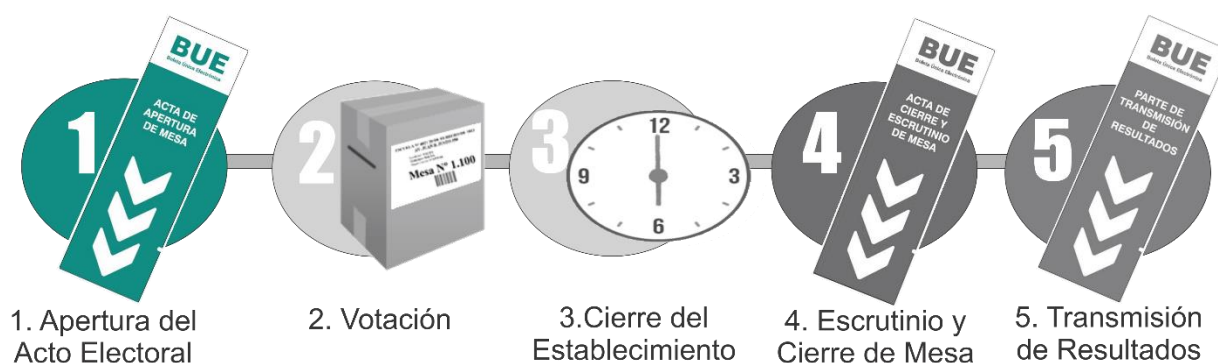 1
BUE
Boleta Única Electrónica
ACTA DE
APERTURA
DE MESA
2
Mesa Nº 1.100
3
12
9
3
6
4
BUE
Boleta Única Electrónica
ACTA DE
CIERRE Y
ESCRUTINIO
DE MESA
5
BUE
Boleta Única Electrónica
PARTE DE
TRANSMISIÓN
DE
RESULTADOS
1. Apertura del
Acto Electoral
2. Votación
3.Cierre del
Establecimiento
4. Escrutinio y
Cierre de Mesa
5. Transmisión
de Resultados